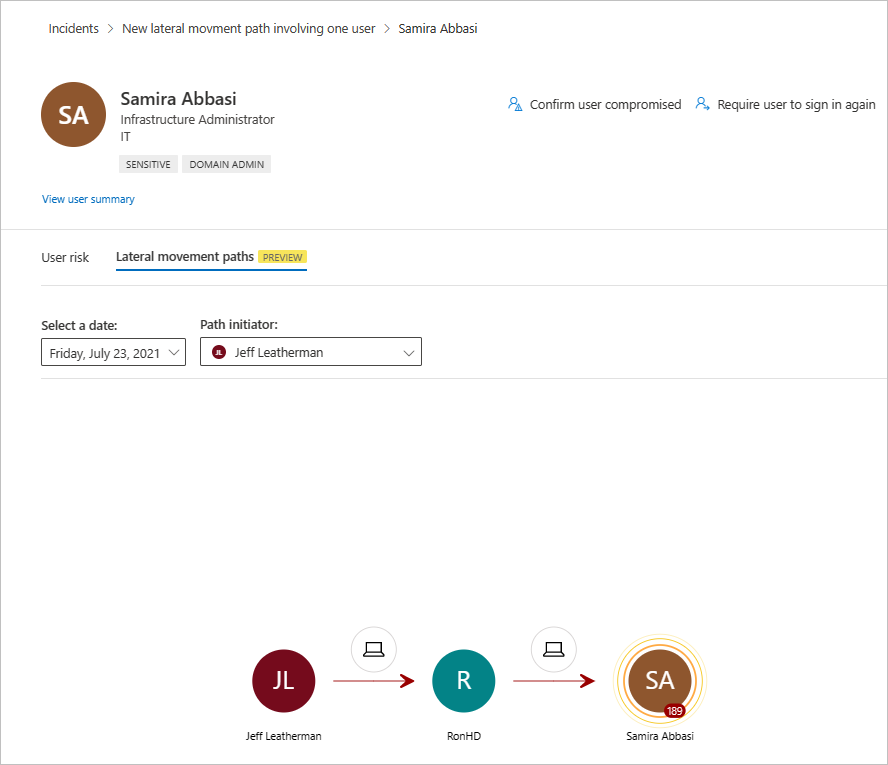 Incidents > New lateral movment path involving one user > Samira Abbasi
SA
Samira Abbasi
Infrastructure Administrator
IT
SENSITIVE DOMAIN ADMIN
Confirm user compromised Require user to sign in again
View user summary
User risk Lateral movement paths PREVIEW
Select a date: Path initiator:
Friday, July 23, 2021 JL Jeff Leatherman
JL R SA
189
Jeff Leatherman RonHD Samira Abbasi